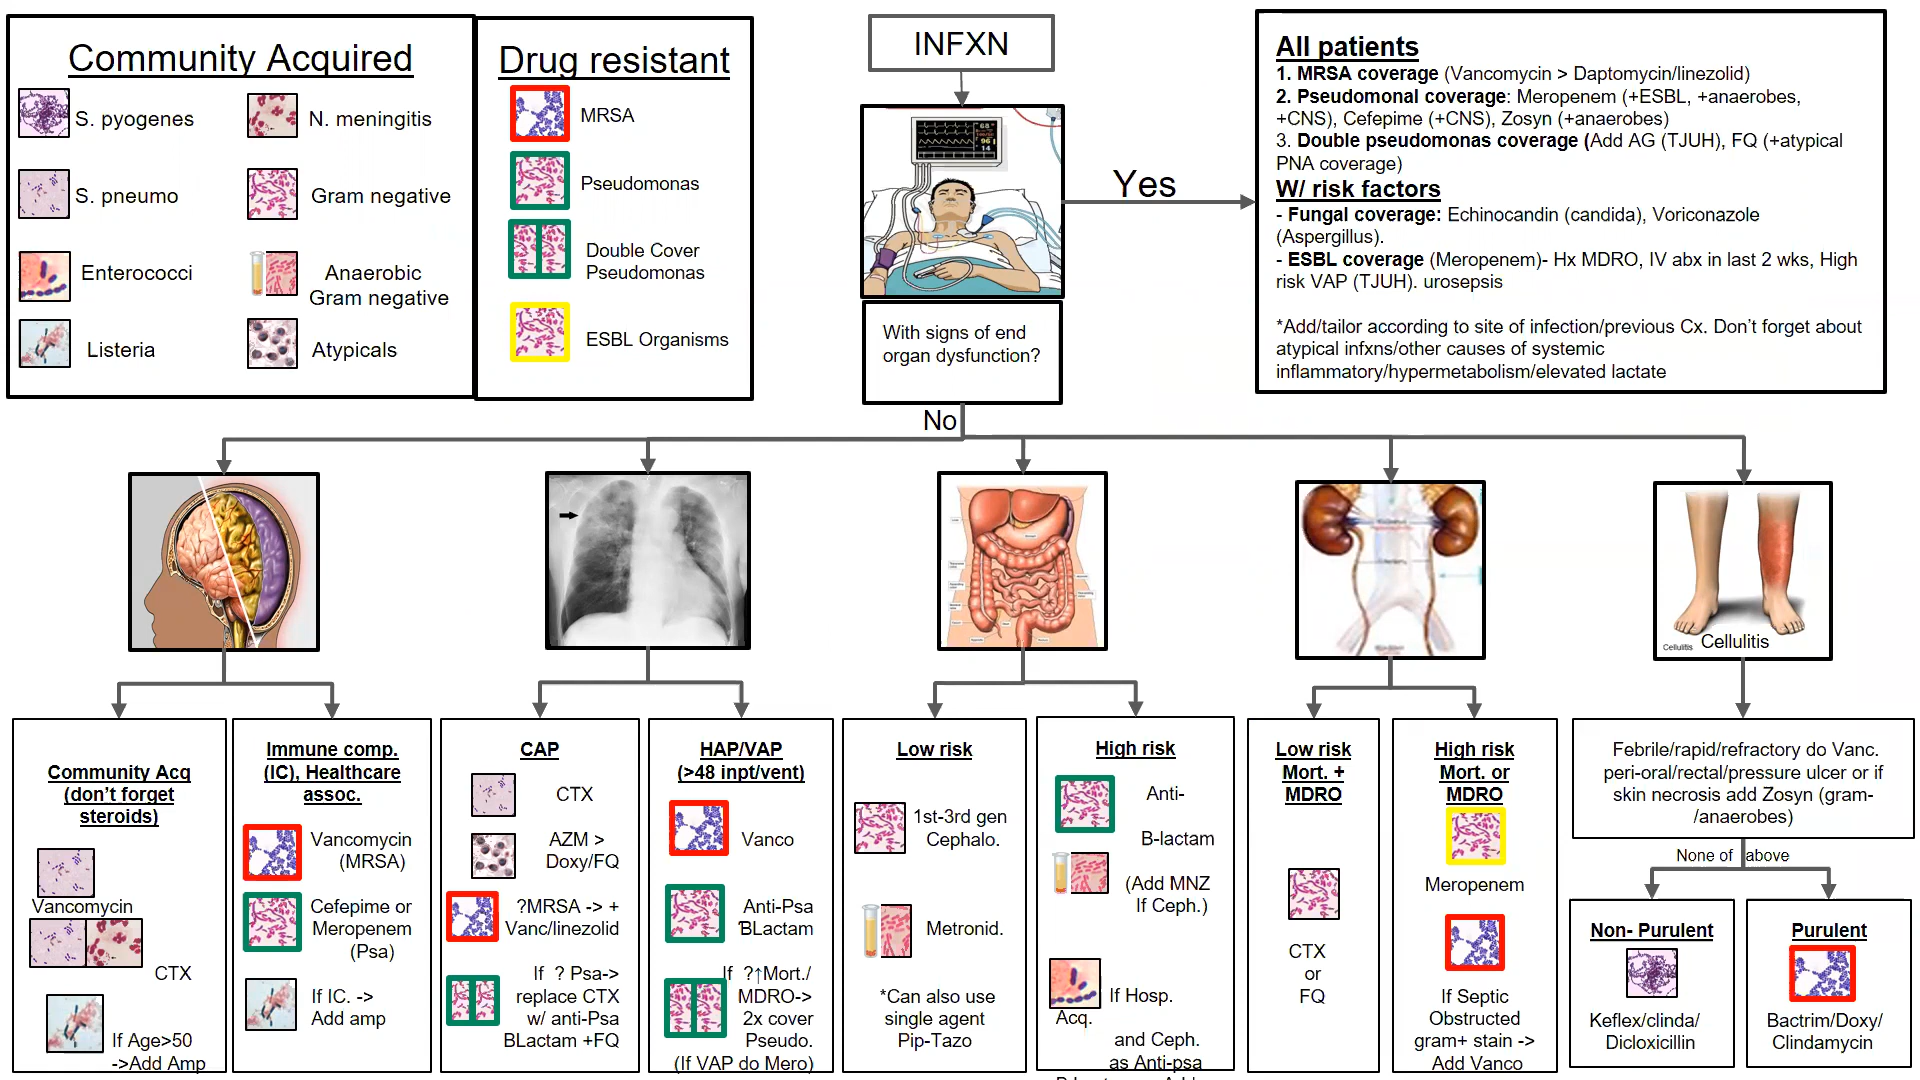 Community Acquired
S. pyogenes
N. meningitis
S. pneumo
Gram negative
Enterococci
Anaerobic
Gram negative
Listeria
Atypicals
Drug resistant
MRSA
Pseudomonas
Double Cover
Pseudomonas
ESBL Organisms
INFXN
With signs of end
organ dysfunction?
Yes
No
All patients
1. MRSA coverage (Vancomycin > Daptomycin/linezolid)
2. Pseudomonal coverage: Meropenem (+ESBL, +anaerobes,
+CNS), Cefepime (+CNS), Zosyn (+anaerobes)
3. Double pseudomonas coverage (Add AG (TJUH), FQ (+atypical
PNA coverage)
W/ risk factors
- Fungal coverage: Echinocandin (candida), Voriconazole
(Aspergillus).
- ESBL coverage (Meropenem)- Hx MDRO, IV abx in last 2 wks, High
risk VAP (TJUH). urosepsis
*Add/tailor according to site of infection/previous Cx. Don't forget about
atypical infxns/other causes of systemic
inflammatory/hypermetabolism/elevated lactate
Cellulitis Cellulitis
Community Acq
(don't forget
steroids)
Vancomycin
CTX
If Age>50
->Add Amp
Immune comp.
(IC), Healthcare
assoc.
Vancomycin
(MRSA)
Cefepime or
Meropenem
(Psa)
If IC. ->
Add amp
CAP
CTX
AZM >
Doxy/FQ
?MRSA -> +
Vanc/linezolid
If ? Psa->
replace CTX
w/ anti-Psa
BLactam +FQ
HAP/VAP
(>48 inpt/vent)
Vanco
Anti-Psa
BLactam
If ?↑Mort./
MDRO->
2x cover
Pseudo.
(If VAP do Mero)
Low risk
1st-3rd gen
Cephalo.
Metronid.
*Can also use
single agent
Pip-Tazo
High risk
Anti-
B-lactam
(Add MNZ
If Ceph.)
If Hosp.
Acq.
and Ceph.
as Anti-psa
Low risk
Mort. +
MDRO
CTX
or
FQ
High risk
Mort. or
MDRO
Meropenem
If Septic
Obstructed
gram+ stain ->
Add Vanco
Febrile/rapid/refractory do Vanc.
peri-oral/rectal/pressure ulcer or if
skin necrosis add Zosyn (gram-
/anaerobes)
None of above
Non- Purulent
Keflex/clinda/
Dicloxicillin
Purulent
Bactrim/Doxy/
Clindamycin